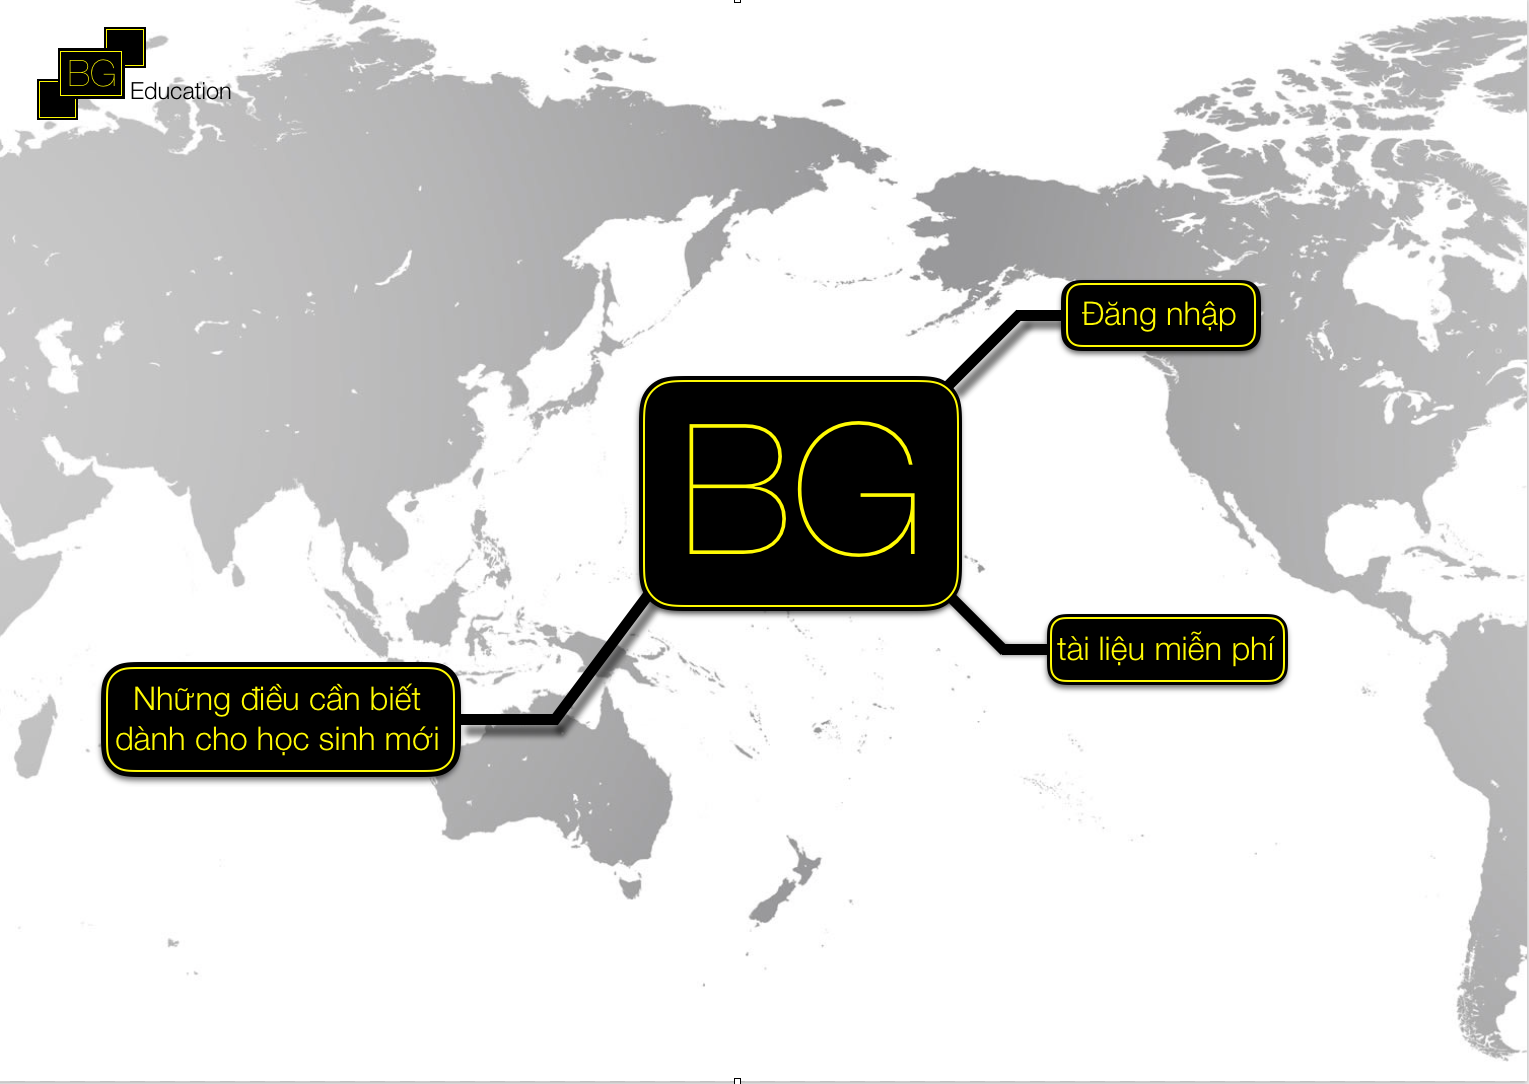 BG
Education
Đăng nhập
BG
tài liệu miễn phí
Những điều cần biết
dành cho học sinh mới